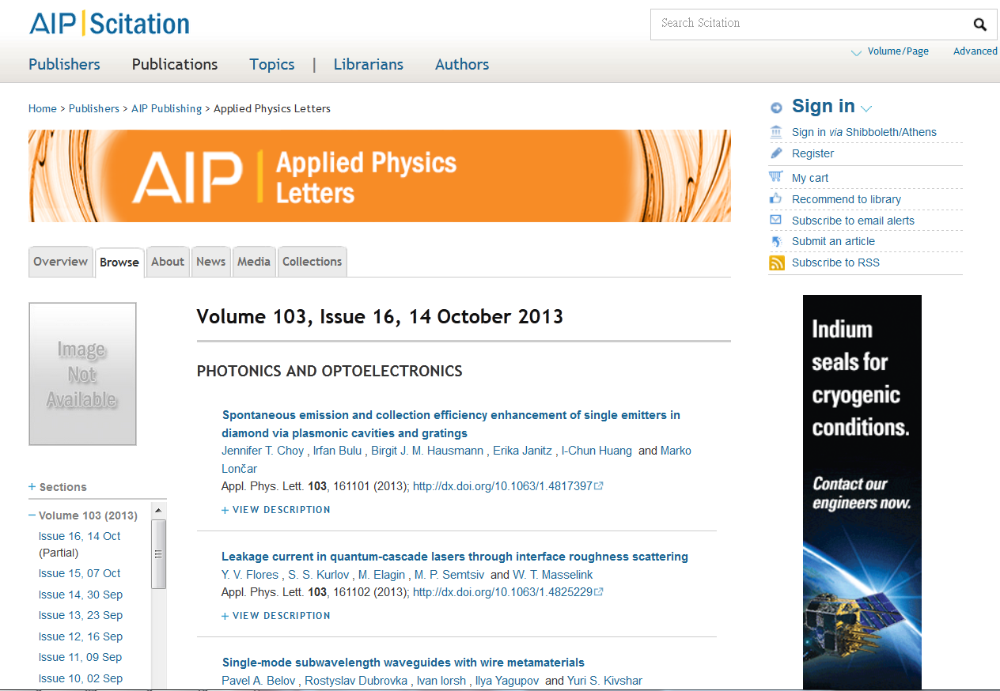 AIP|Scitation
Search Scitation
Volume/Page
Advanced
Publishers
Publications
Topics
|
Librarians
Authors
Home > Publishers > AIP Publishing > Applied Physics Letters
AIP | Applied Physics
Letters
Overview
Browse
About
News
Media
Collections
Image
Not
Available
+ Sections
− Volume 103 (2013)
Issue 16, 14 Oct
(Partial)
Issue 15, 07 Oct
Issue 14, 30 Sep
Issue 13, 23 Sep
Issue 12, 16 Sep
Issue 11, 09 Sep
Issue 10, 02 Sep
Volume 103, Issue 16, 14 October 2013
PHOTONICS AND OPTOELECTRONICS
Spontaneous emission and collection efficiency enhancement of single emitters in
diamond via plasmonic cavities and gratings
Jennifer T. Choy , Irfan Bulu , Birgit J. M. Hausmann , Erika Janitz , I-Chun Huang and Marko
Lončar
Appl. Phys. Lett. 103, 161101 (2013); http://dx.doi.org/10.1063/1.4817397
+ VIEW DESCRIPTION
Leakage current in quantum-cascade lasers through interface roughness scattering
Y. V. Flores , S. S. Kurlov , M. Elagin , M. P. Semtsiv and W. T. Masselink
Appl. Phys. Lett. 103, 161102 (2013); http://dx.doi.org/10.1063/1.4825229
+ VIEW DESCRIPTION
Single-mode subwavelength waveguides with wire metamaterials
Pavel A. Belov , Rostyslav Dubrovka , Ivan Iorsh , Ilya Yagupov and Yuri S. Kivshar
Sign in
Sign in via Shibboleth/Athens
Register
My cart
Recommend to library
Subscribe to email alerts
Submit an article
Subscribe to RSS
Indium
seals for
cryogenic
conditions.
Contact our
engineers now.